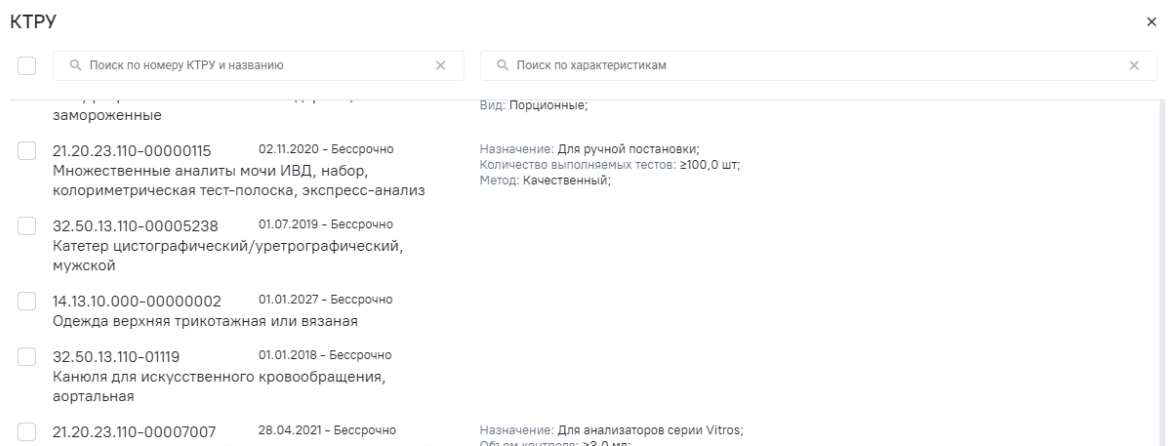 КТРУ
Поиск по номеру КТРУ и названию
Поиск по характеристикам
замороженные
Вид: Порционные;
21.20.23.110-00000115 02.11.2020 - Бессрочно
Множественные аналиты мочи ИВД, набор,
колориметрическая тест-полоска, экспресс-анализ
Назначение: Для ручной постановки;
Количество выполняемых тестов: ≥100,0 шт;
Метод: Качественный;
32.50.13.110-00005238 01.07.2019 - Бессрочно
Катетер цистографический/уретрографический,
мужской
14.13.10.000-00000002 01.01.2027 - Бессрочно
Одежда верхняя трикотажная или вязаная
32.50.13.110-01119 01.01.2018 - Бессрочно
Канюля для искусственного кровообращения,
аортальная
21.20.23.110-00007007 28.04.2021 - Бессрочно
Назначение: Для анализаторов серии Vitros;
Объем контроля: ≥3,0 мл;